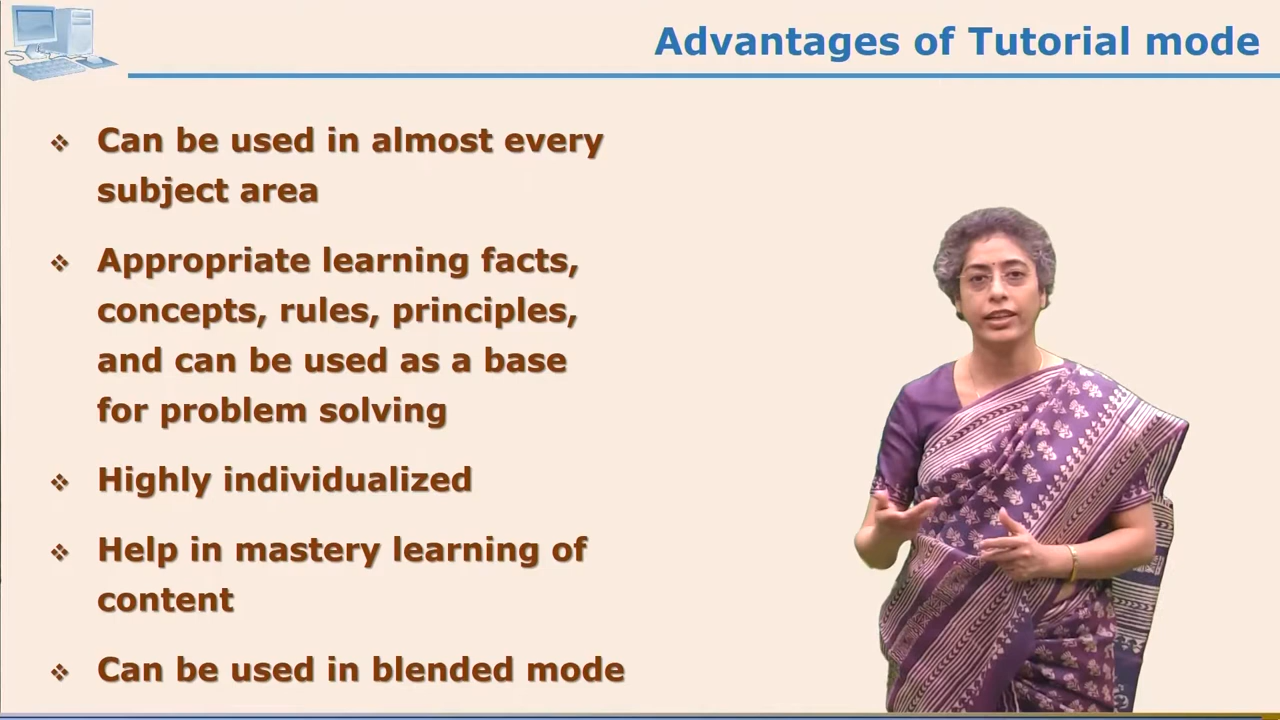 Advantages of Tutorial mode
Can be used in almost every
subject area
Appropriate learning facts,
concepts, rules, principles,
and can be used as a base
for problem solving
Highly individualized
Help in mastery learning of
content
Can be used in blended mode